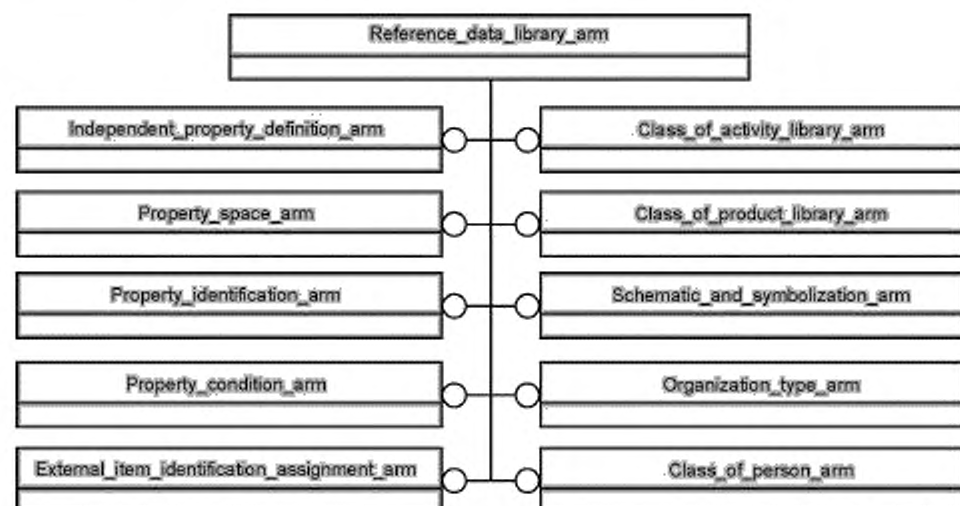 Reference_data_library_arm
Independent_property_definition_arm
Class_of_activity_library_arm
Property_space_arm
Class_of_product_library_arm
Property_identification_arm
Schematic_and_symbolization_arm
Property_condition_arm
Organization_type_arm
External_item_identification_assignment_arm
Class_of_person_arm